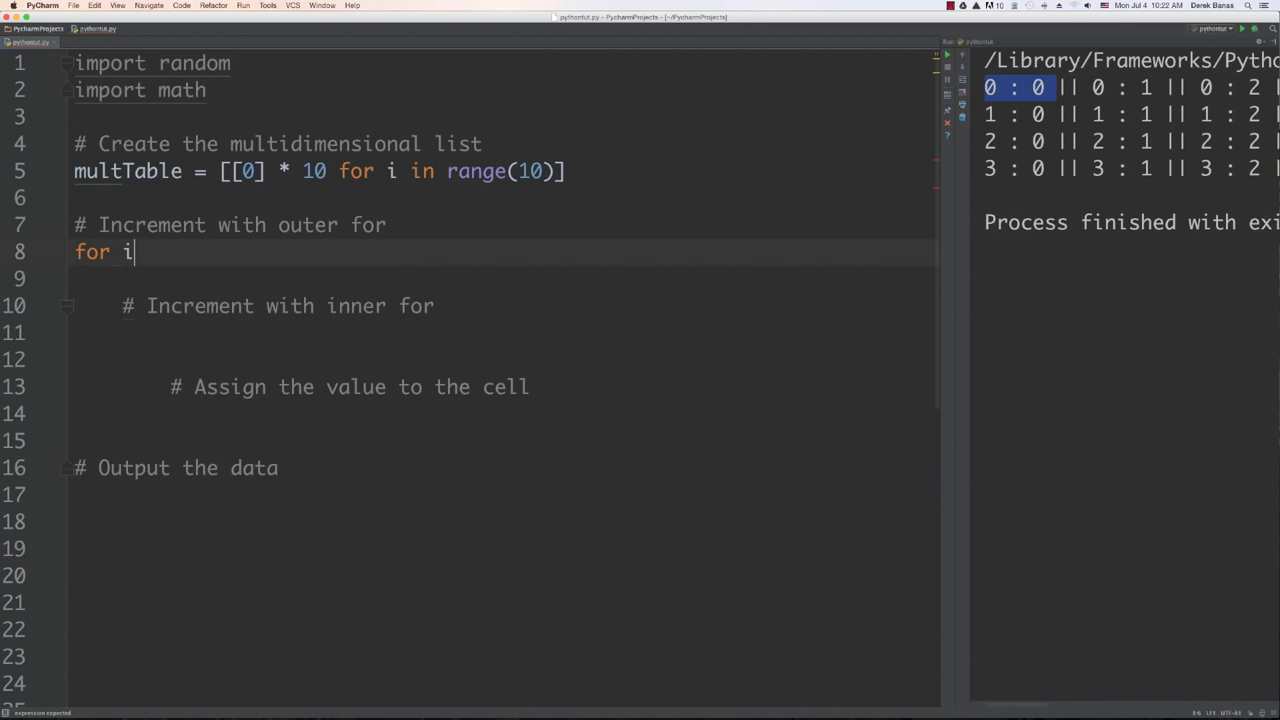 PyCharm File Edit View Navigate Code Refactor Run Tools VCS Window Help 10 Mon Jul 4 10:22 AM Derek Banas
pythontut.py - PycharmProjects - [~/PycharmProjects]
PycharmProjects pythontut.py pythontut
pythontut.py
Run: pythontut
1 import random
2 import math
3
4 # Create the multidimensional list
5 multTable = [[0] * 10 for i in range(10)]
6
7 # Increment with outer for
8 for i
9
10 # Increment with inner for
11
12
13 # Assign the value to the cell
14
15
16 # Output the data
17
18
19
20
21
22
23
24
/Library/Frameworks/Pytho
0 : 0 || 0 : 1 || 0 : 2 |
1 : 0 || 1 : 1 || 1 : 2 |
2 : 0 || 2 : 1 || 2 : 2 |
3 : 0 || 3 : 1 || 3 : 2 |
Process finished with exi
expression expected 8:6 LF÷ UTF-8÷